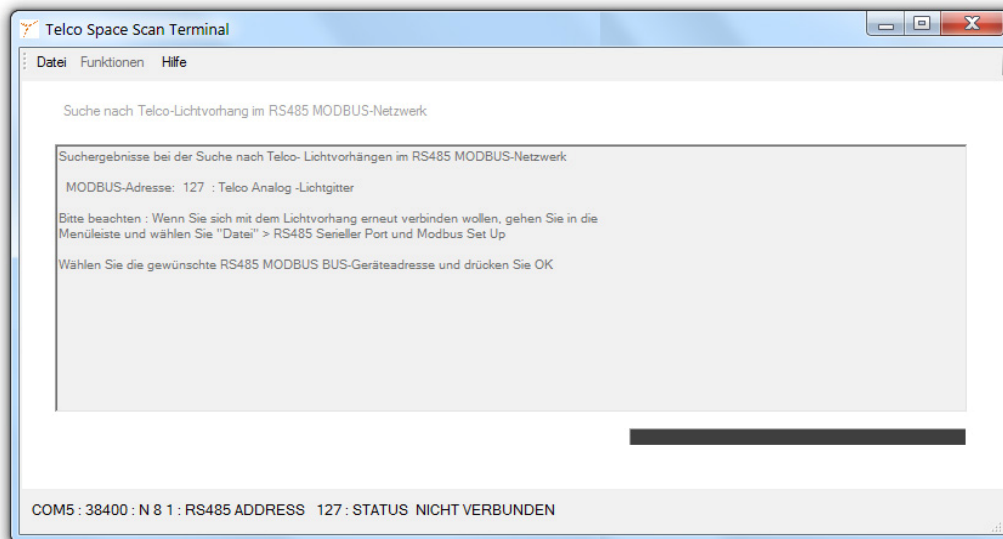 Telco Space Scan Terminal
Datei Funktionen Hilfe
Suche nach Telco-Lichtvorhang im RS485 MODBUS-Netzwerk
Suchergebnisse bei der Suche nach Telco- Lichtvorhängen im RS485 MODBUS-Netzwerk
MODBUS-Adresse: 127 : Telco Analog -Lichtgitter
Bitte beachten : Wenn Sie sich mit dem Lichtvorhang erneut verbinden wollen, gehen Sie in die
Menüleiste und wählen Sie "Datei" > RS485 Serieller Port und Modbus Set Up
Wählen Sie die gewünschte RS485 MODBUS BUS-Geräteadresse und drücken Sie OK
COM5 : 38400 : N 8 1 : RS485 ADDRESS 127 : STATUS NICHT VERBUNDEN